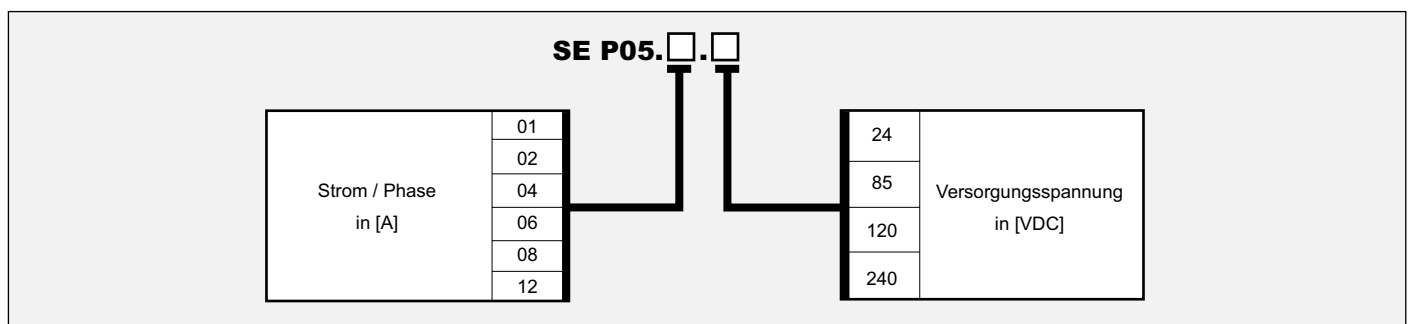 SE P05.□.□
Strom / Phase
in [A]
01
02
04
06
08
12
24
85
120
240
Versorgungsspannung
in [VDC]